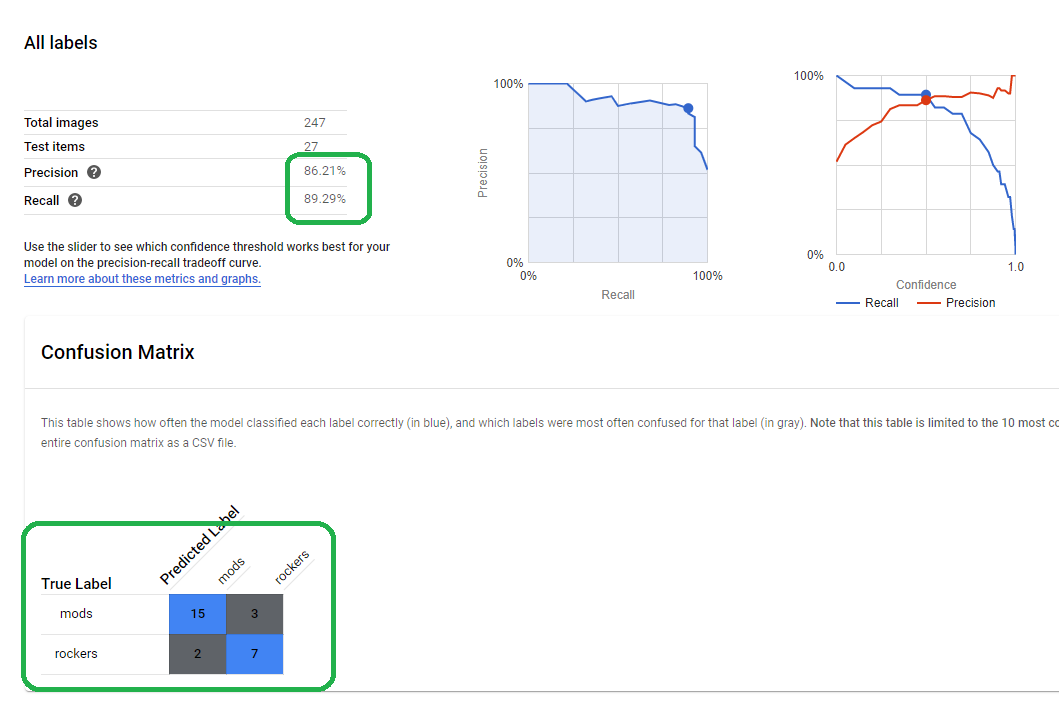 All labels
Total images 247
Test items 27
Precision ? 86.21%
Recall ? 89.29%
Use the slider to see which confidence threshold works best for your
model on the precision-recall tradeoff curve.
Learn more about these metrics and graphs.
100%
Precision
0%
0% 100%
Recall
100%
0%
0.0 1.0
Confidence
Recall Precision
Confusion Matrix
This table shows how often the model classified each label correctly (in blue), and which labels were most often confused for that label (in gray). Note that this table is limited to the 10 most co
entire confusion matrix as a CSV file.
Predicted Label
mods rockers
True Label
mods 15 3
rockers 2 7